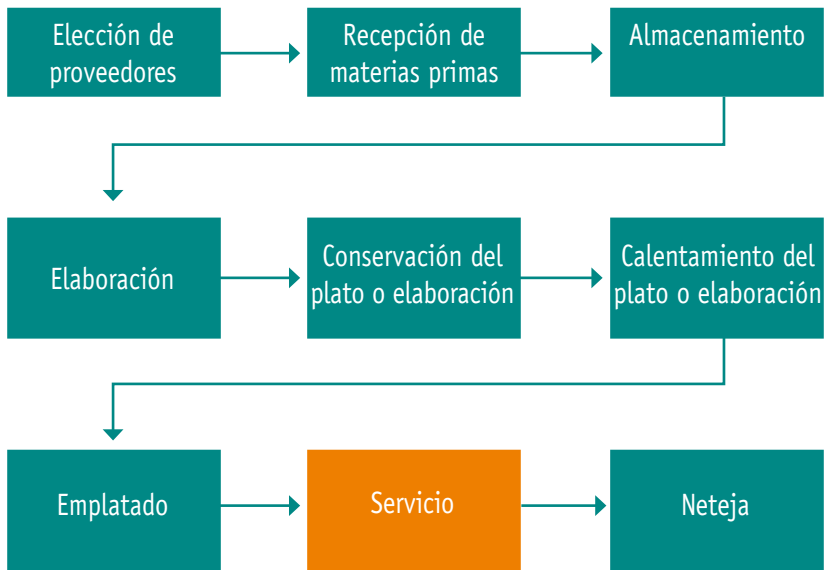 Elección de
proveedores
Recepción de
materias primas
Almacenamiento
Elaboración
Conservación del
plato o elaboración
Calentamiento del
plato o elaboración
Emplatado
Servicio
Neteja